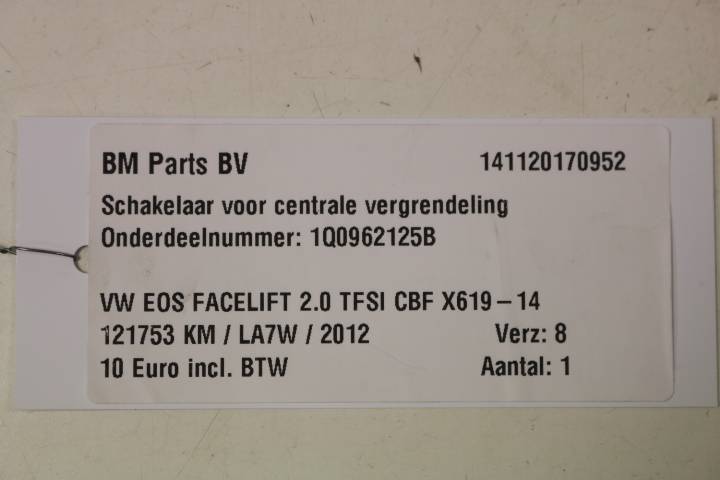 BM Parts BV 141120170952
Schakelaar voor centrale vergrendeling
Onderdeelnummer: 1Q0962125B
VW EOS FACELIFT 2.0 TFSI CBF X619 – 14
121753 KM / LA7W / 2012 Verz: 8
10 Euro incl. BTW Aantal: 1